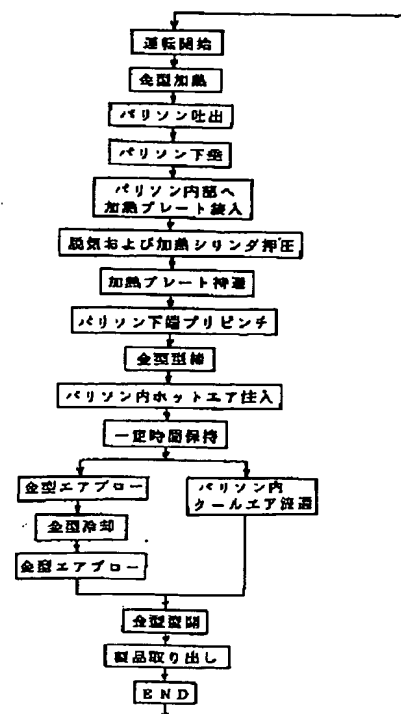 運転開始
金型加熱
パリソン吐出
パリソン下垂
パリソン内部へ
加熱プレート装入
脱気および加熱シリンダ押圧
加熱プレート待避
パリソン下端プリピンチ
金型型締
パリソン内ホットエア注入
一定時間保持
金型エアブロー
パリソン内
クールエア流通
金型冷却
金型エアブロー
金型型開
製品取り出し
END